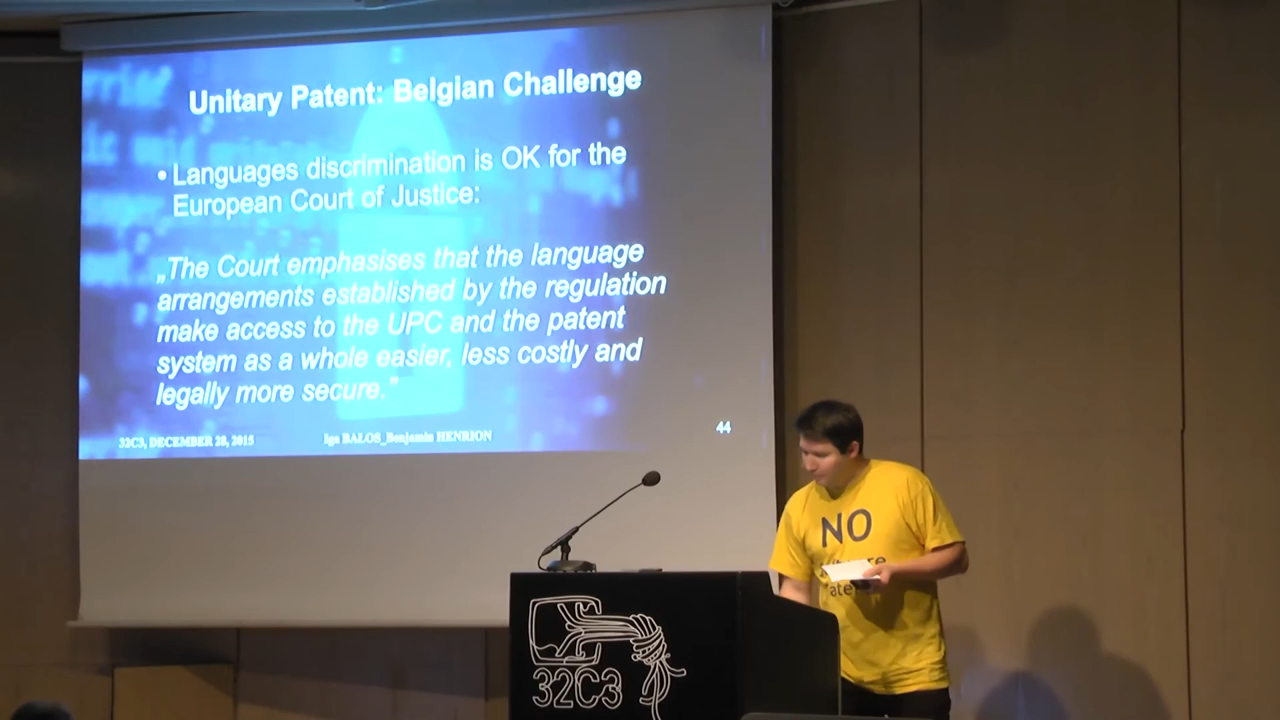 Unitary Patent: Belgian Challenge
• Languages discrimination is OK for the
European Court of Justice:
„The Court emphasises that the language
arrangements established by the regulation
make access to the UPC and the patent
system as a whole easier, less costly and
legally more secure.”
32C3, DECEMBER 28, 2015 Iga BAŁOS_Benjamin HENRION 44
NO
32C3